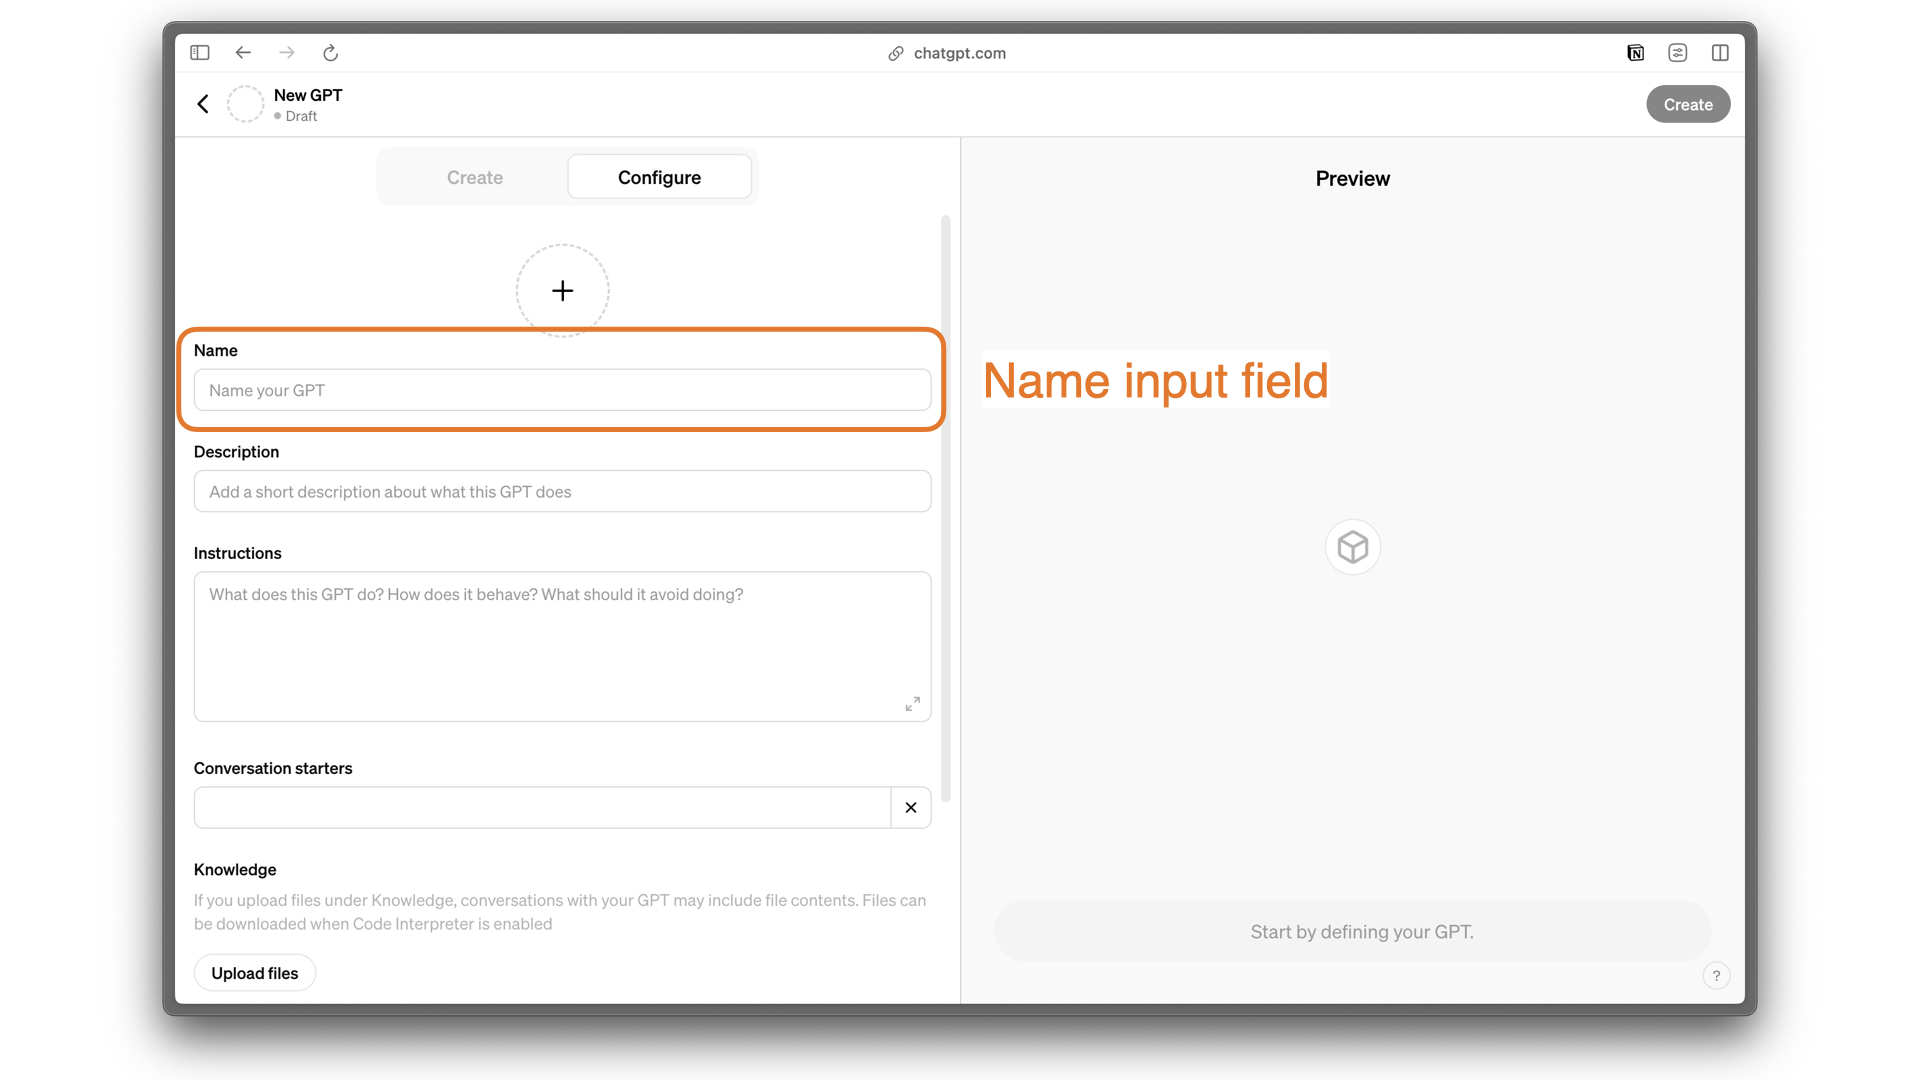 chatgpt.com
New GPT
Draft
Create
Create
Configure
Preview
Name
Name your GPT
Name input field
Description
Add a short description about what this GPT does
Instructions
What does this GPT do? How does it behave? What should it avoid doing?
Conversation starters
Knowledge
If you upload files under Knowledge, conversations with your GPT may include file contents. Files can
be downloaded when Code Interpreter is enabled
Upload files
Start by defining your GPT.
?